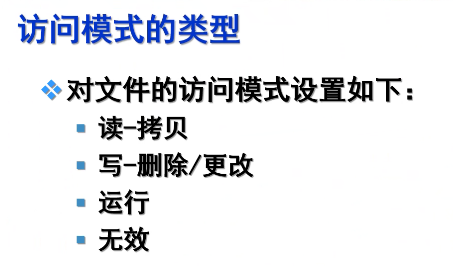 访问模式的类型
对文件的访问模式设置如下：
读-拷贝
写-删除/更改
运行
无效